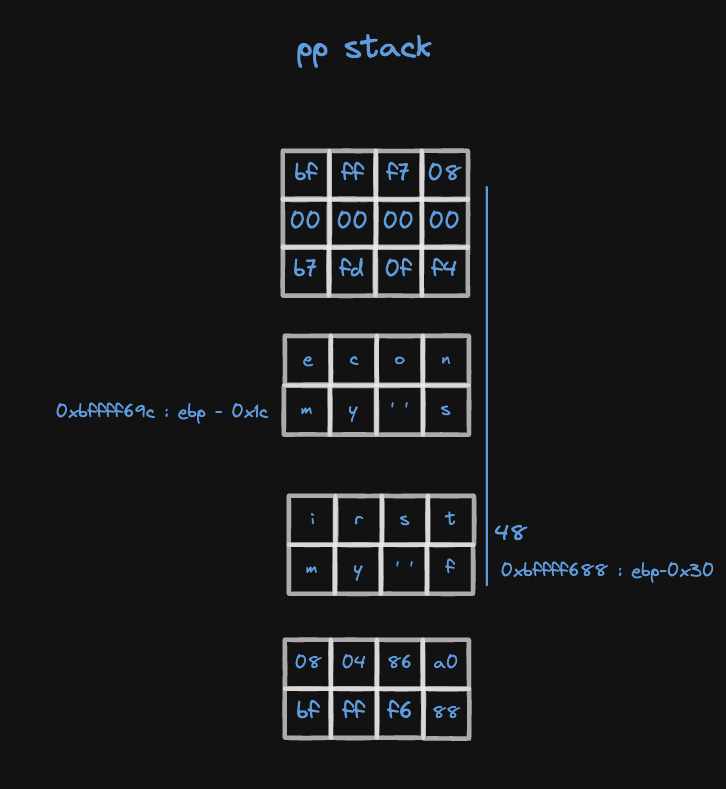 pp stack
bf ff f7 08
00 00 00 00
b7 fd 0f f4
e c o n
0xbffff69c : ebp - 0x1c
m y ' ' s
i r s t
48
m y ' ' f
0xbffff688 : ebp-0x30
08 04 86 a0
bf ff f6 88